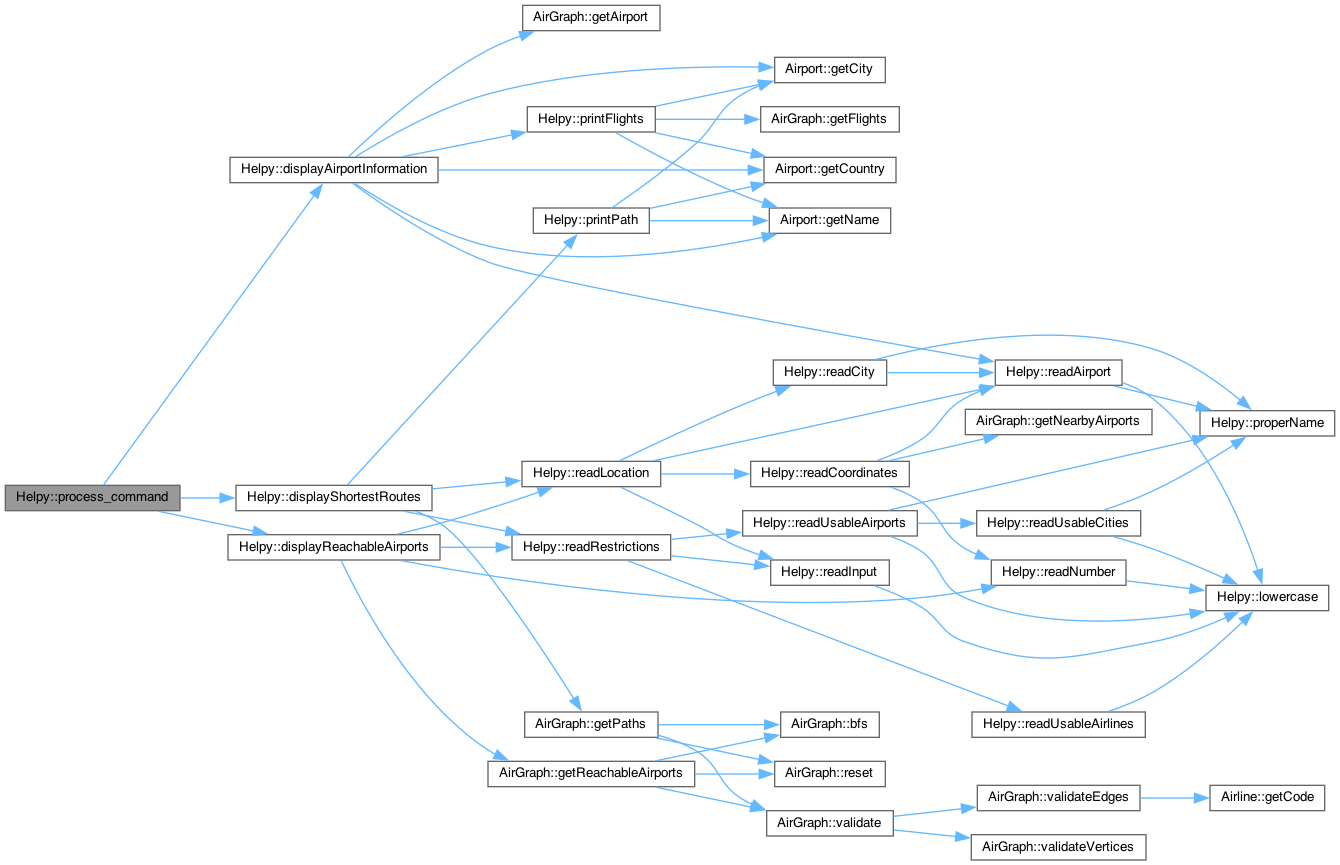 AirGraph::getAirport
Airport::getCity
Helpy::printFlights
AirGraph::getFlights
Helpy::displayAirportInformation
Airport::getCountry
Helpy::printPath
Airport::getName
Helpy::readCity
Helpy::readAirport
AirGraph::getNearbyAirports
Helpy::properName
Helpy::readLocation
Helpy::readCoordinates
Helpy::process_command
Helpy::displayShortestRoutes
Helpy::readUsableAirports
Helpy::readUsableCities
Helpy::displayReachableAirports
Helpy::readRestrictions
Helpy::readInput
Helpy::readNumber
Helpy::lowercase
AirGraph::getPaths
AirGraph::bfs
Helpy::readUsableAirlines
AirGraph::getReachableAirports
AirGraph::reset
AirGraph::validateEdges
Airline::getCode
AirGraph::validate
AirGraph::validateVertices